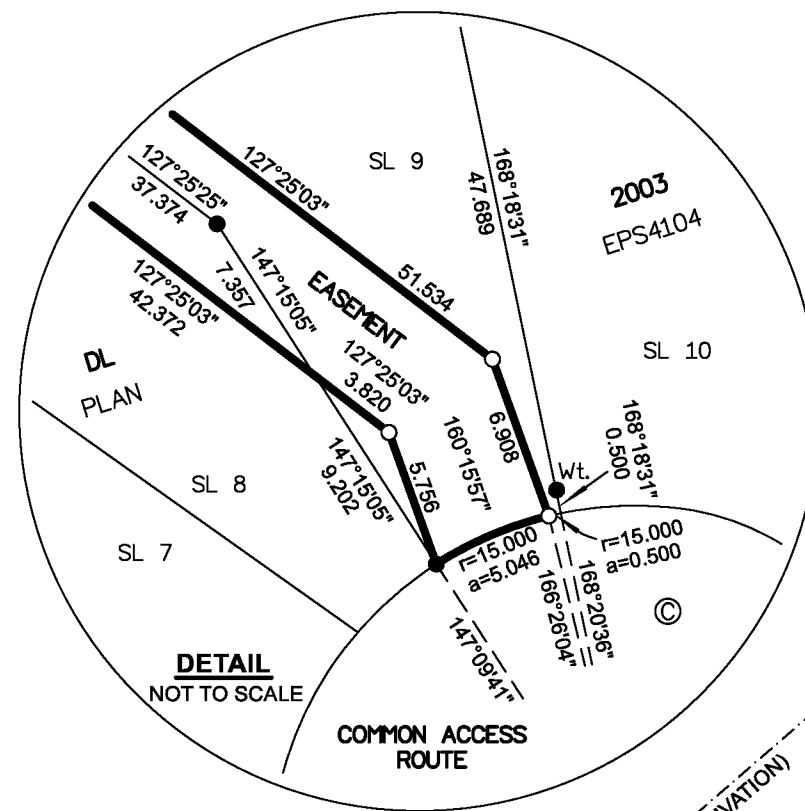 SL 9
127°25'03"
51.534
127°25'25"
37.374
168°18'31"
47.689
2003
EPS4104
127°25'03"
42.372
7.357
147°15'05"
EASEMENT
127°25'03"
3.820
DL
PLAN
SL 10
SL 8
SL 7
147°15'05"
9.202
5.756
160°15'57"
6.908
Wt.
168°18'31"
0.500
r=15.000
a=5.046
r=15.000
a=0.500
166°26'04"
168°20'36"
©
147°09'41"
DETAIL
NOT TO SCALE
COMMON ACCESS
ROUTE
VATION)